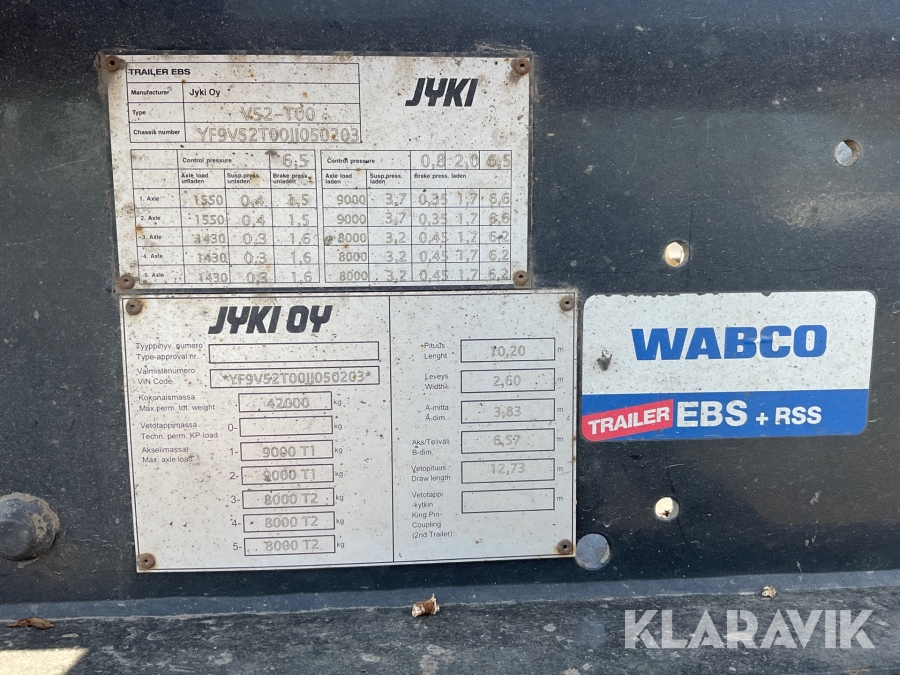 TRAILER EBS
JYKI
Manufacturer Jyki Oy
Type V52-T00
Chassis number YF9V52T00JJ050203
Control pressure 6,5 Control pressure 0,8 2,0 6,5
Axle load unladen Susp.press. unladen Brake press. unladen Axle load laden Susp.press. laden Brake press. laden
1. Axle 1550 0,4 1,5 9000 3,7 0,35 1,7 6,6
2. Axle 1550 0,4 1,5 9000 3,7 0,35 1,7 6,6
3. Axle 1430 0,3 1,6 8000 3,2 0,45 1,7 6,2
4. Axle 1430 0,3 1,6 8000 3,2 0,45 1,7 6,2
5. Axle 1430 0,3 1,6 8000 3,2 0,45 1,7 6,2
JYKI OY
Tyyppihyv. numero
Type-approval nr.
Valmistenumero
VIN Code *YF9V52T00JJ050203*
Kokonaismassa
Max.perm. tot. weight 42000 kg
Vetotappimassa 0- kg
Techn. perm. KP-load
Akselimassat 1- 9000 T1 kg
Max. axle load
2- 9000 T1 kg
3- 8000 T2 kg
4- 8000 T2 kg
5- 8000 T2 kg
Pituus
Lenght 10,20 m
Leveys
Width 2,60 m
A-mitta
A-dim. 3,83 m
Aks/Telivälj
B-dim. 6,57 m
Vetopituus
Draw length 12,73 m
Vetotappi
-kytkin m
King Pin-
Coupling
(2nd Trailer)
WABCO
TRAILER EBS + RSS
KLARAVIK